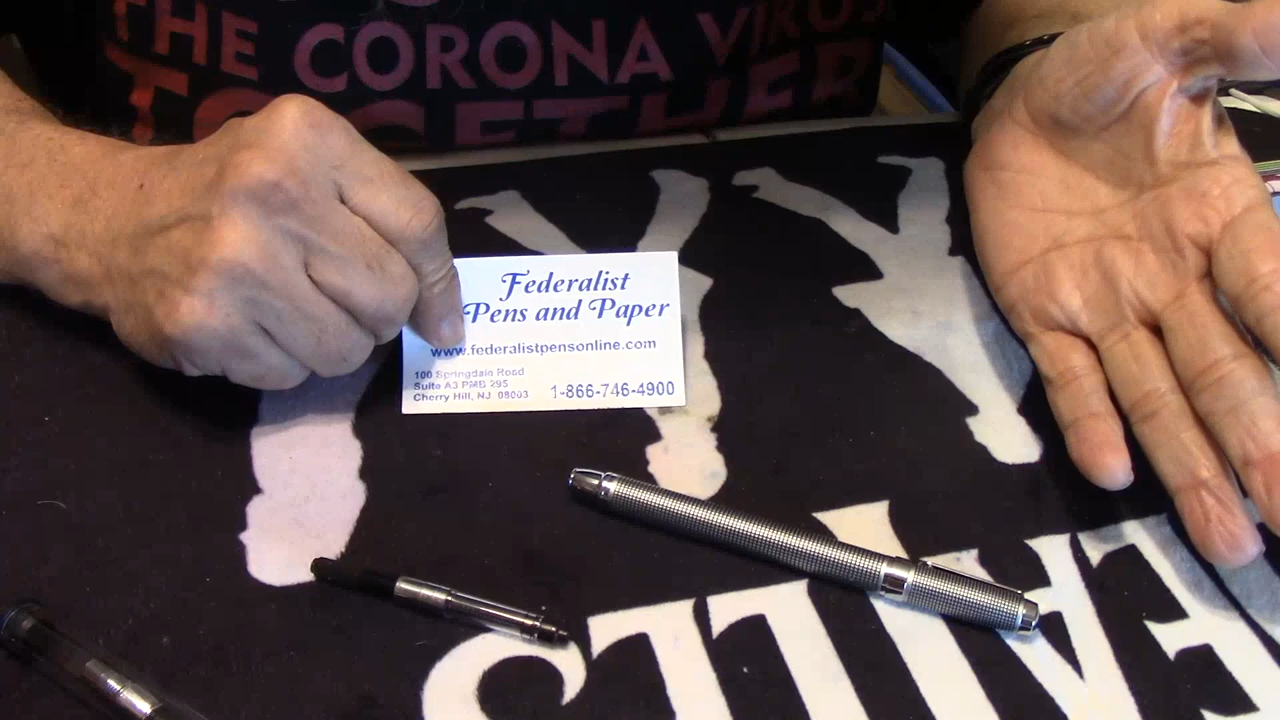 THE CORONA VIRUS
TOGETHER
Federalist
Pens and Paper
www.federalistpensonline.com
100 Springdale Road
Suite A3 PMB 295
Cherry Hill, NJ 08003
1-866-746-4900